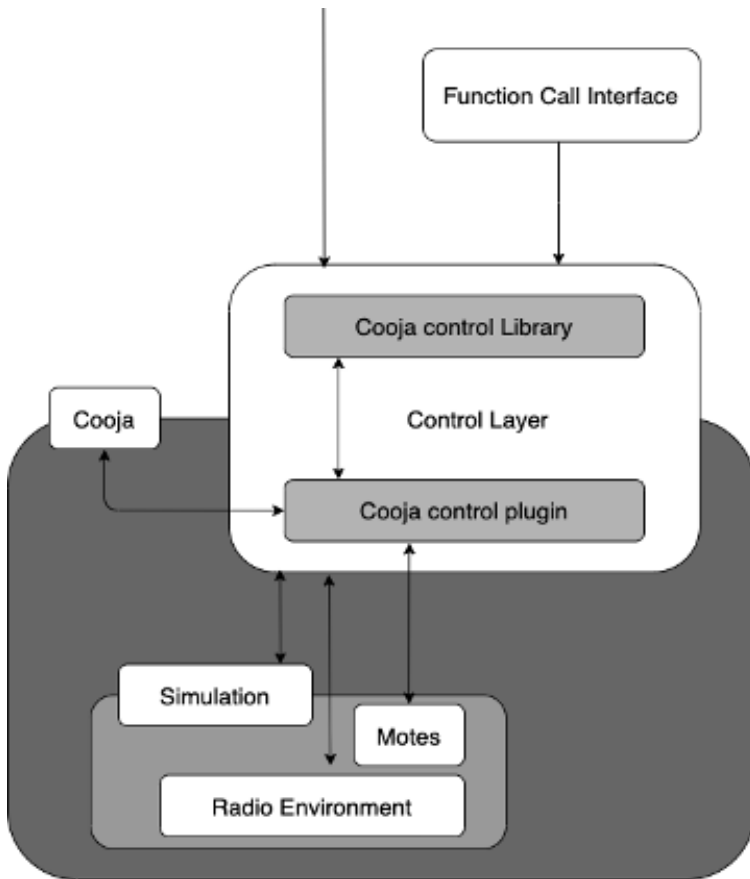 Function Call Interface
Cooja control Library
Cooja
Control Layer
Cooja control plugin
Simulation
Motes
Radio Environment